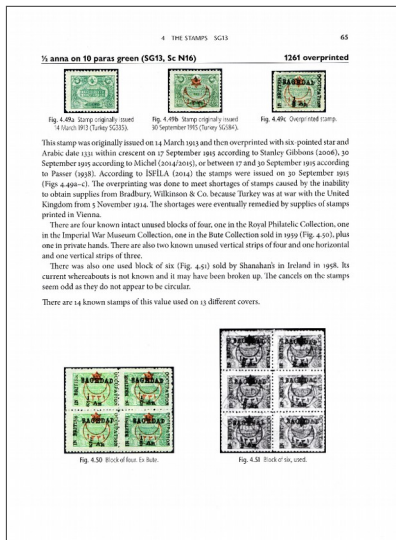 4 THE STAMPS SG13 65
½ anna on 10 paras green (SG13, Sc N16) 1261 overprinted
Fig. 4.49a Stamp originally issued
14 March 1913 (Turkey SG335).
Fig. 4.49b Stamp originally issued
30 September 1915 (Turkey SG584).
Fig. 4.49c Overprinted stamp.
This stamp was originally issued on 14 March 1913 and then overprinted with six-pointed star and
Arabic date 1331 within crescent on 17 September 1915 according to Stanley Gibbons (2006), 30
September 1915 according to Michel (2014/2015), or between 17 and 30 September 1915 according
to Passer (1938). According to İSFİLA (2014) the stamps were issued on 30 September 1915
(Figs 4.49a–c). The overprinting was done to meet shortages of stamps caused by the inability
to obtain supplies from Bradbury, Wilkinson & Co. because Turkey was at war with the United
Kingdom from 5 November 1914. The shortages were eventually remedied by supplies of stamps
printed in Vienna.
There are four known intact unused blocks of four, one in the Royal Philatelic Collection, one
in the Imperial War Museum Collection, one in the Bute Collection sold in 1959 (Fig. 4.50), plus
one in private hands. There are also two known unused vertical strips of four and one horizontal
and one vertical strips of three.
There was also one used block of six (Fig. 4.51) sold by Shanahan's in Ireland in 1958. Its
current whereabouts is not known and it may have been broken up. The cancels on the stamps
seem odd as they do not appear to be circular.
There are 14 known stamps of this value used on 13 different covers.
BAGHDAD
BAGHDAD
BAGHDAD
Fig. 4.50 Block of four. Ex Bute.
Fig. 4.51 Block of six, used.